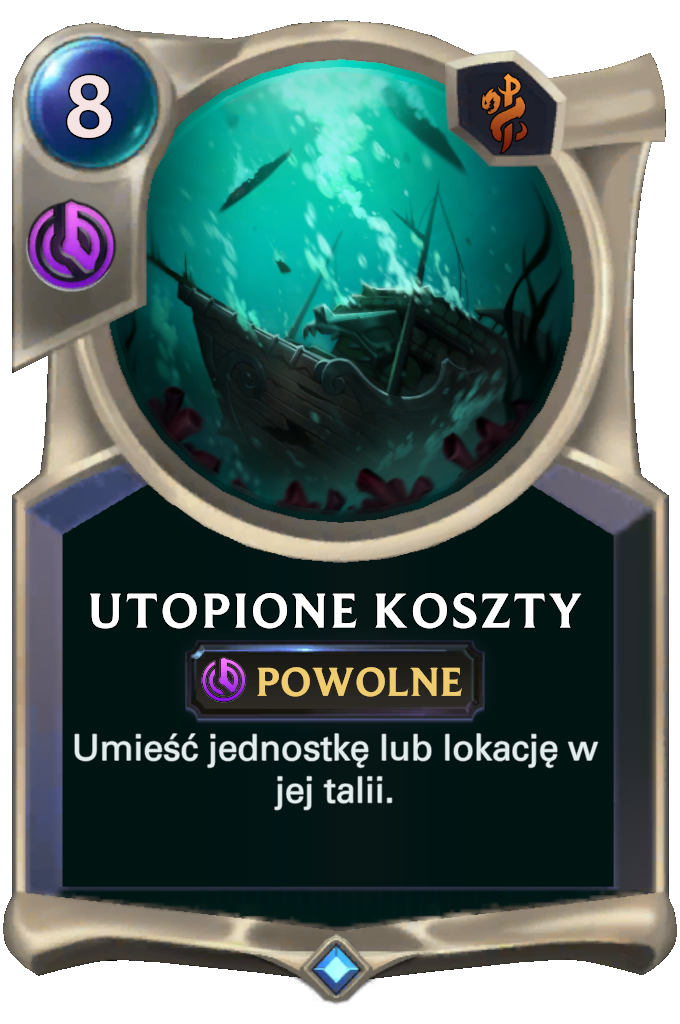 8
UTOPIONE KOSZTY
POWOLNE
Umieść jednostkę lub lokację w
jej talii.